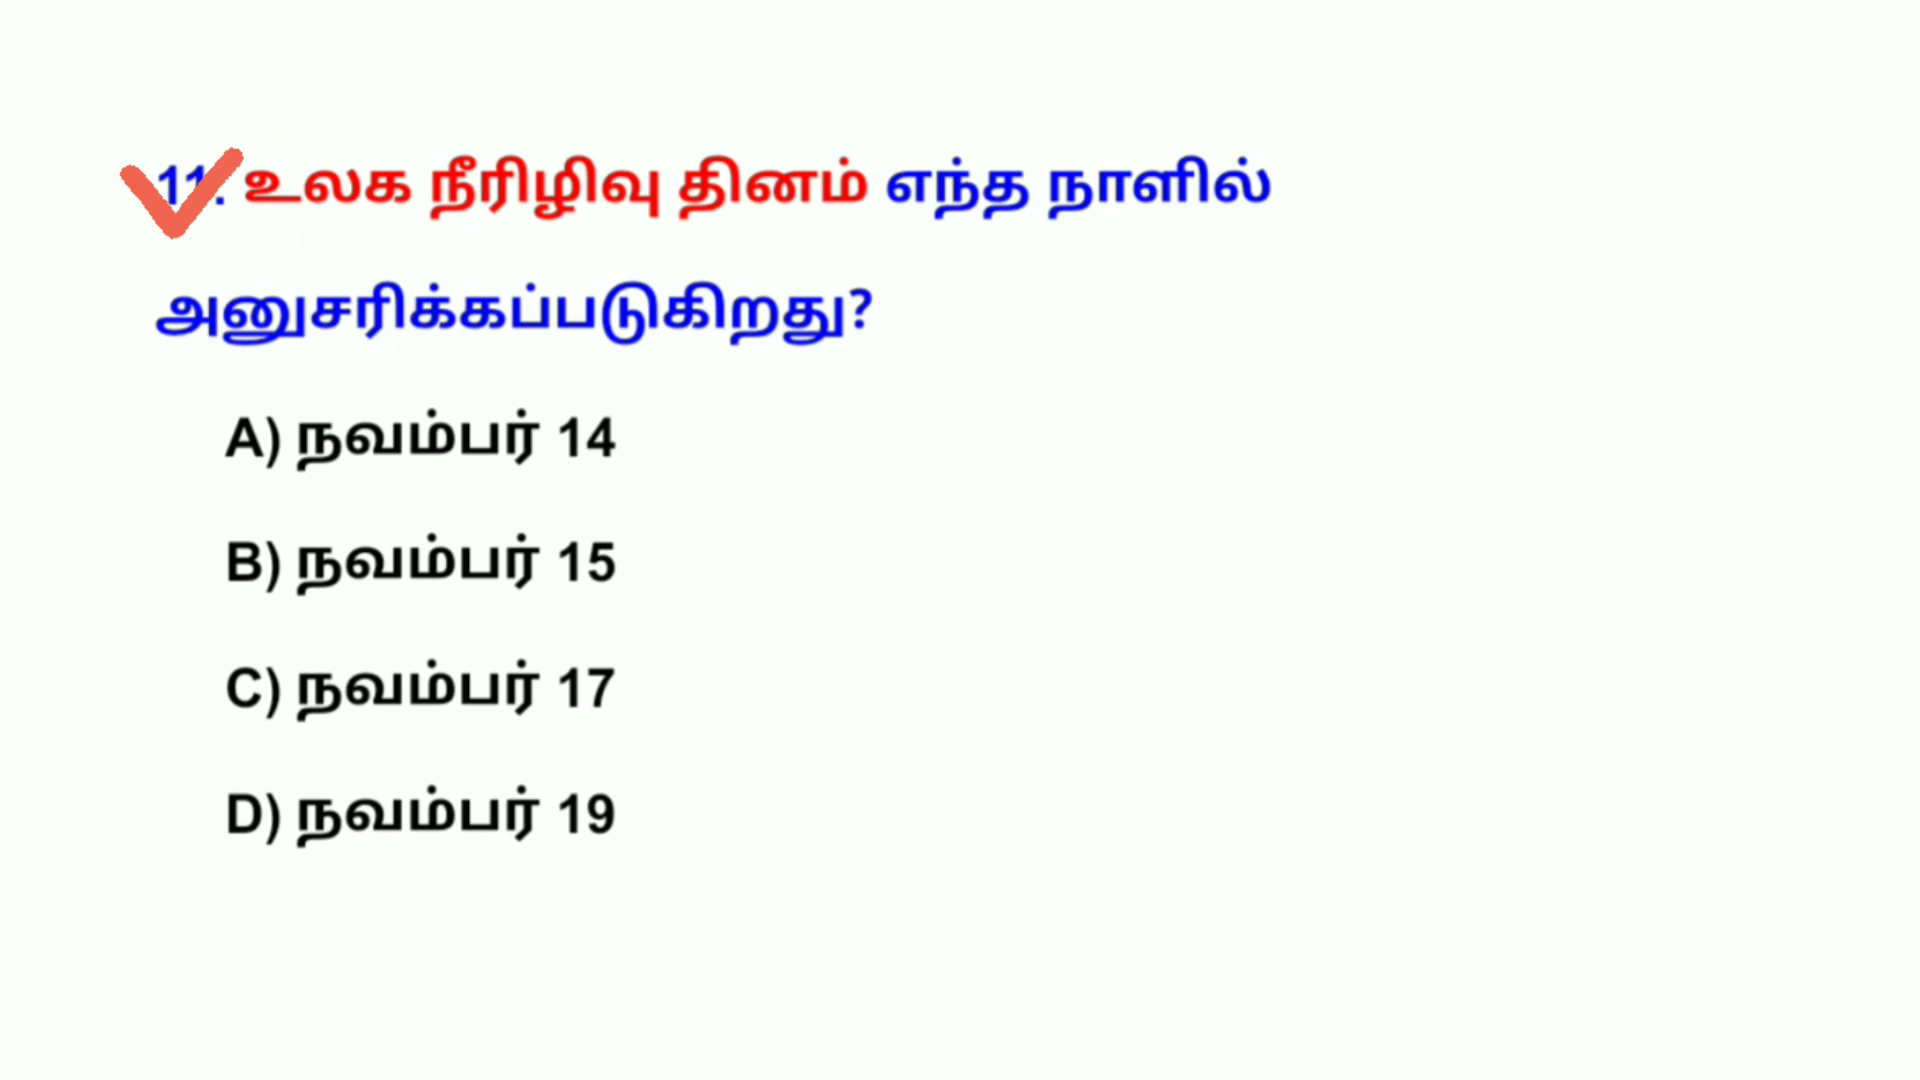 11. உலக நீரிழிவு தினம் எந்த நாளில்
அனுசரிக்கப்படுகிறது?
A) நவம்பர் 14
B) நவம்பர் 15
C) நவம்பர் 17
D) நவம்பர் 19